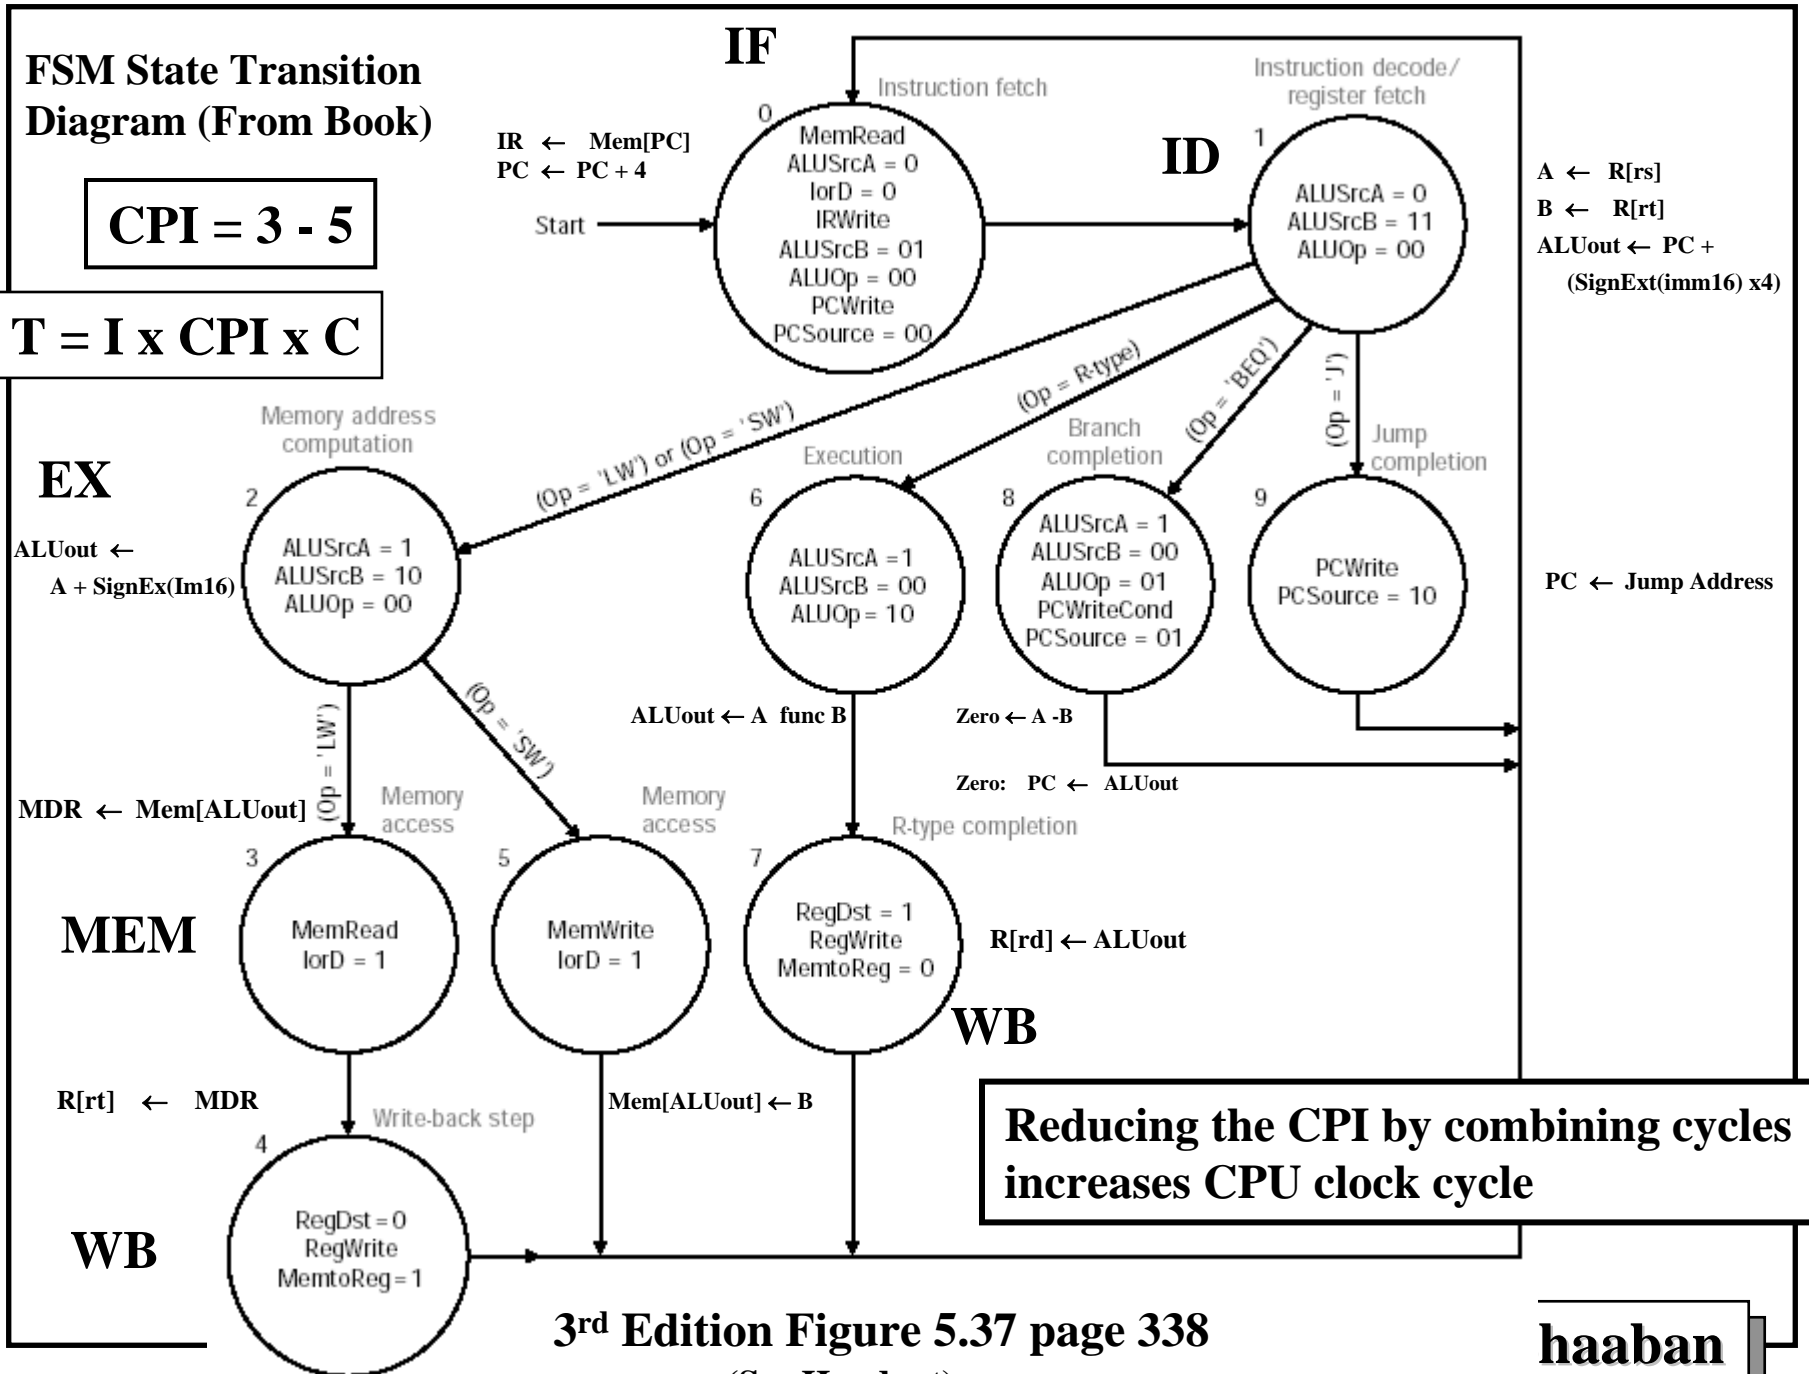 FSM State Transition
Diagram (From Book)
CPI = 3 - 5
T = I x CPI x C
IF
Instruction fetch
IR ← Mem[PC]
PC ← PC + 4
Start
0
MemRead
ALUSrcA = 0
IorD = 0
IRWrite
ALUSrcB = 01
ALUOp = 00
PCWrite
PCSource = 00
Instruction decode/
register fetch
ID
1
ALUSrcA = 0
ALUSrcB = 11
ALUOp = 00
A ← R[rs]
B ← R[rt]
ALUout ← PC +
(SignExt(imm16) x4)
(Op = 'LW') or (Op = 'SW')
(Op = R-type)
(Op = 'BEQ')
(Op = 'J')
EX
Memory address
computation
2
ALUSrcA = 1
ALUSrcB = 10
ALUOp = 00
ALUout ←
A + SignEx(Im16)
Execution
6
ALUSrcA =1
ALUSrcB = 00
ALUOp= 10
Branch
completion
8
ALUSrcA = 1
ALUSrcB = 00
ALUOp = 01
PCWriteCond
PCSource = 01
Jump
completion
9
PCWrite
PCSource = 10
PC ← Jump Address
(Op = 'LW')
(Op = 'SW')
ALUout ← A func B
Zero ← A -B
Zero: PC ← ALUout
MDR ← Mem[ALUout]
MEM
Memory
access
3
MemRead
IorD = 1
Memory
access
5
MemWrite
IorD = 1
R-type completion
7
RegDst = 1
RegWrite
MemtoReg = 0
R[rd] ← ALUout
WB
R[rt] ← MDR
Mem[ALUout] ← B
Write-back step
4
WB
RegDst=0
RegWrite
MemtoReg=1
Reducing the CPI by combining cycles
increases CPU clock cycle
3rd Edition Figure 5.37 page 338
haaban